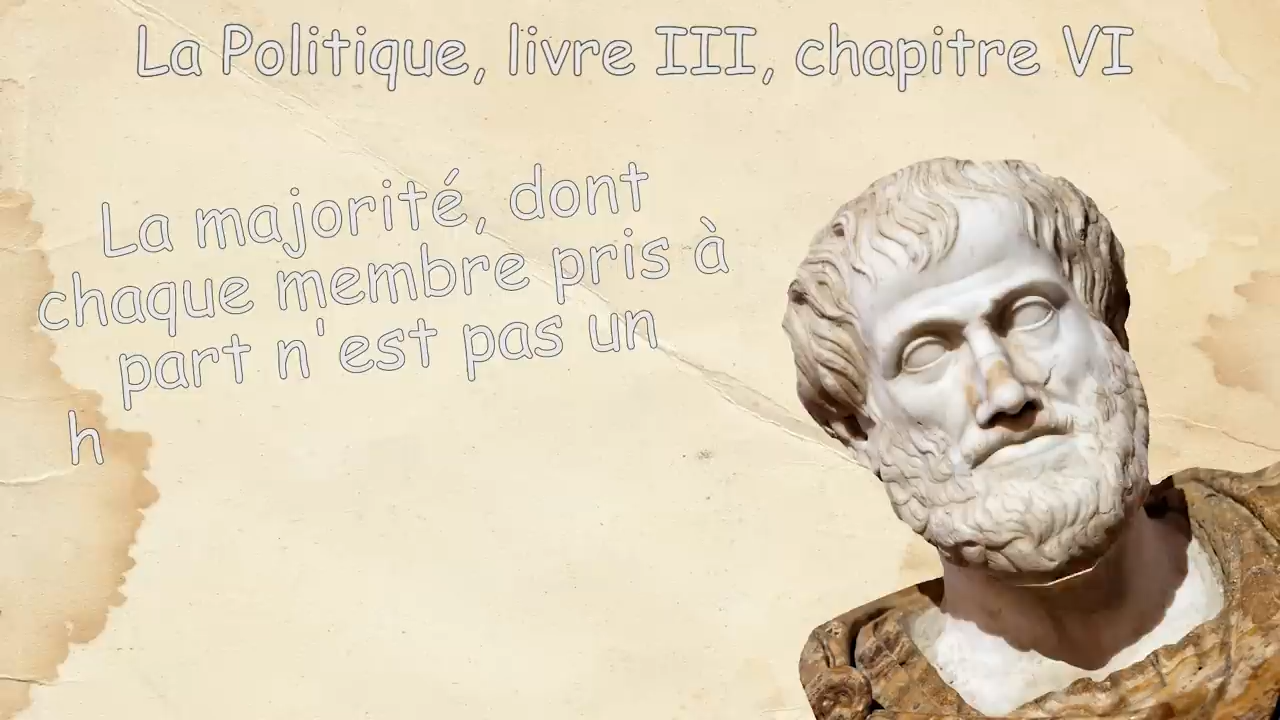 La Politique, livre III, chapitre VI
La majorité, dont
chaque membre pris à
part n'est pas un
h